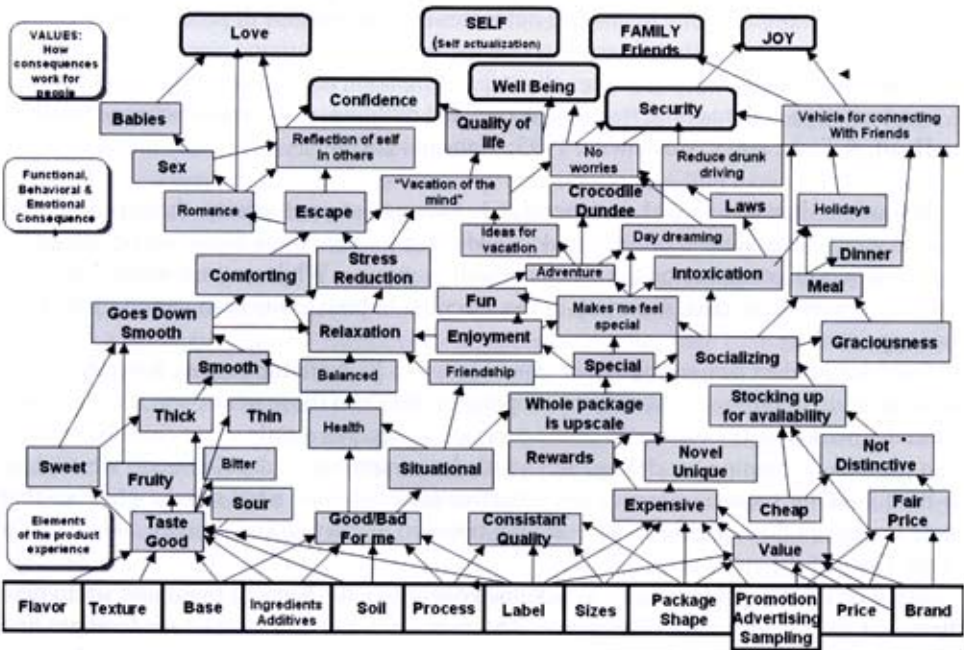 VALUES:
How
consequences
work for
people
Love
SELF
(Self actualization)
FAMILY
Friends
JOY
Well Being
Confidence
Security
Babies
Reflection of self
In others
Quality of
life
Vehicle for connecting
With Friends
Sex
No
worries
Reduce drunk
driving
Functional,
Behavioral &
Emotional
Consequence
Romance
Escape
"Vacation of the
mind"
Crocodile
Dundee
Laws
Holidays
Ideas for
vacation
Day dreaming
Dinner
Comforting
Stress
Reduction
Adventure
Intoxication
Meal
Fun
Goes Down
Smooth
Relaxation
Enjoyment
Makes me feel
special
Socializing
Graciousness
Smooth
Balanced
Friendship
Special
Stocking up
for availability
Thick
Thin
Health
Whole package
is upscale
Sweet
Fruity
Bitter
Situational
Rewards
Novel
Unique
Not
Distinctive
Sour
Elements
of the product
experience
Taste
Good
Good/Bad
For me
Consistant
Quality
Expensive
Cheap
Fair
Price
Value
Flavor
Texture
Base
Ingredients
Additives
Soil
Process
Label
Sizes
Package
Shape
Promotion
Advertising
Sampling
Price
Brand